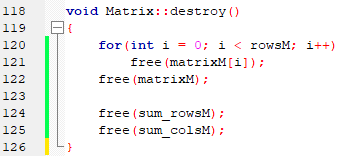 118 void Matrix::destroy()
119 {
120 for(int i = 0; i < rowsM; i++)
121 free(matrixM[i]);
122 free(matrixM);
123
124 free(sum_rowsM);
125 free(sum_colsM);
126 }